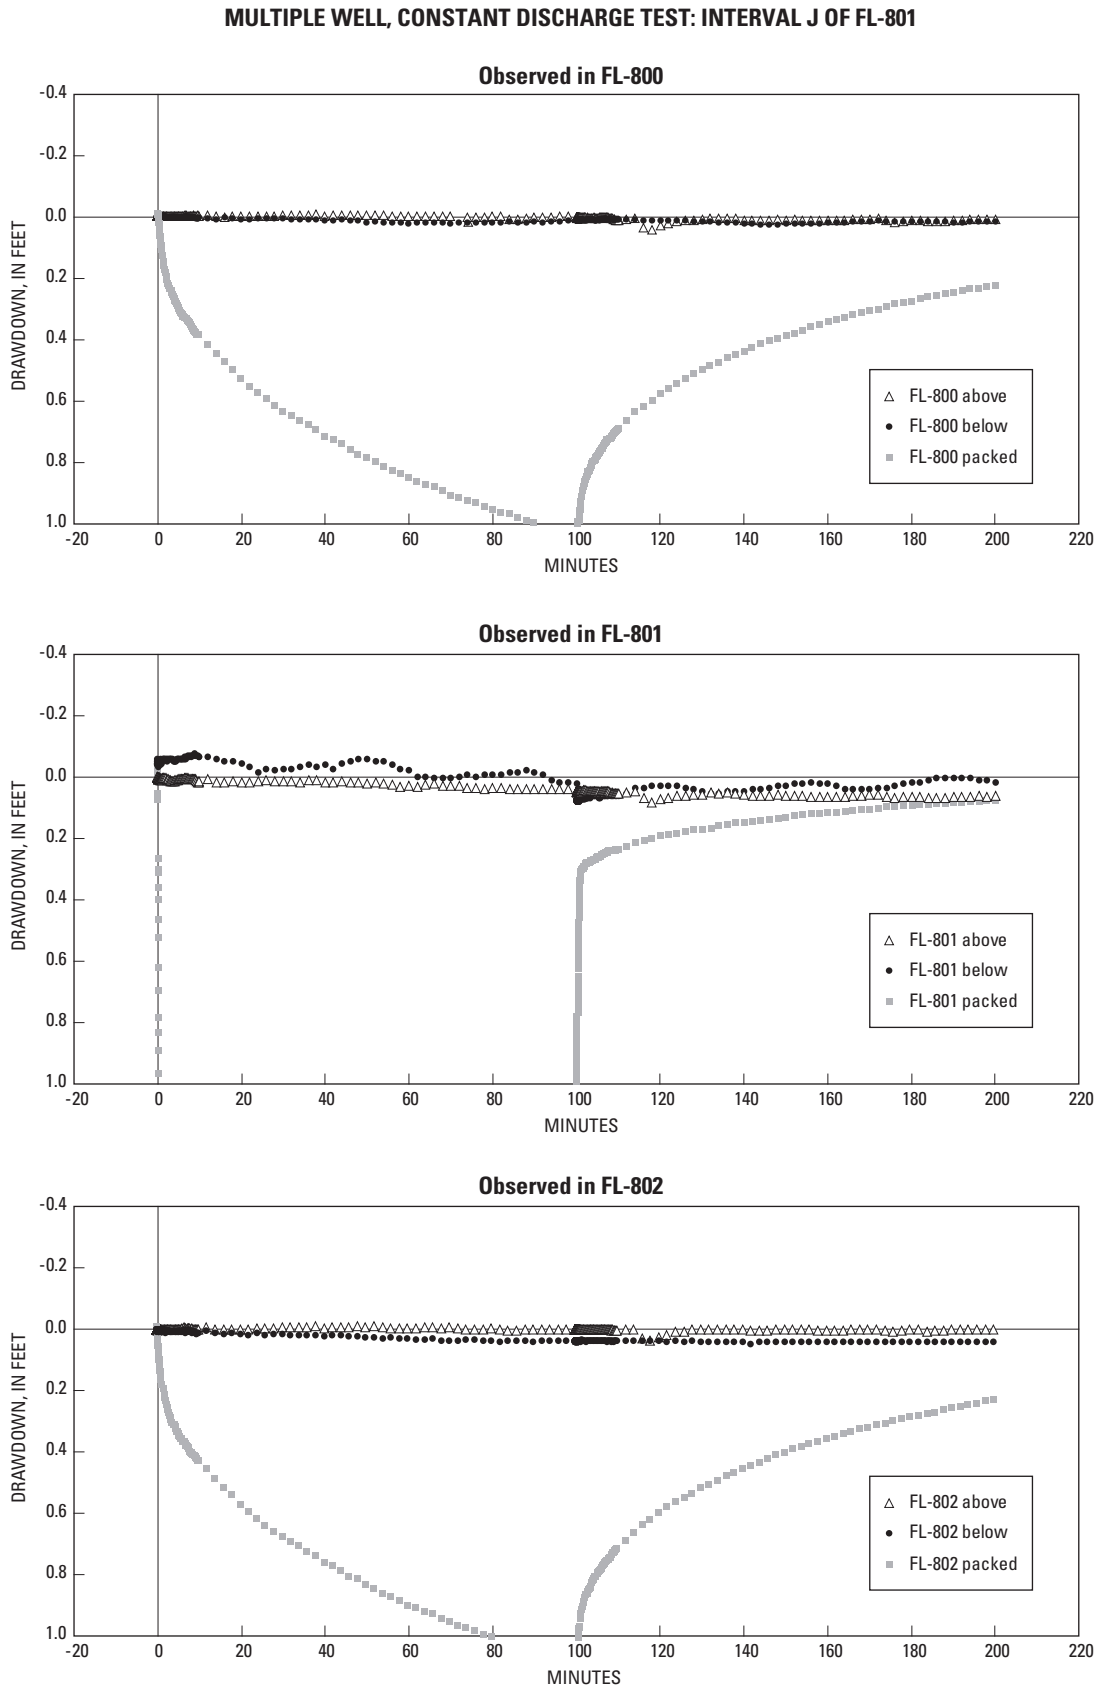 MULTIPLE WELL, CONSTANT DISCHARGE TEST: INTERVAL J OF FL-801
Observed in FL-800
DRAWDOWN, IN FEET
-0.4
-0.2
0.0
0.2
0.4
0.6
0.8
1.0
-20 0 20 40 60 80 100 120 140 160 180 200 220
MINUTES
FL-800 above
FL-800 below
FL-800 packed
Observed in FL-801
DRAWDOWN, IN FEET
-0.4
-0.2
0.0
0.2
0.4
0.6
0.8
1.0
-20 0 20 40 60 80 100 120 140 160 180 200 220
MINUTES
FL-801 above
FL-801 below
FL-801 packed
Observed in FL-802
DRAWDOWN, IN FEET
-0.4
-0.2
0.0
0.2
0.4
0.6
0.8
1.0
-20 0 20 40 60 80 100 120 140 160 180 200 220
MINUTES
FL-802 above
FL-802 below
FL-802 packed